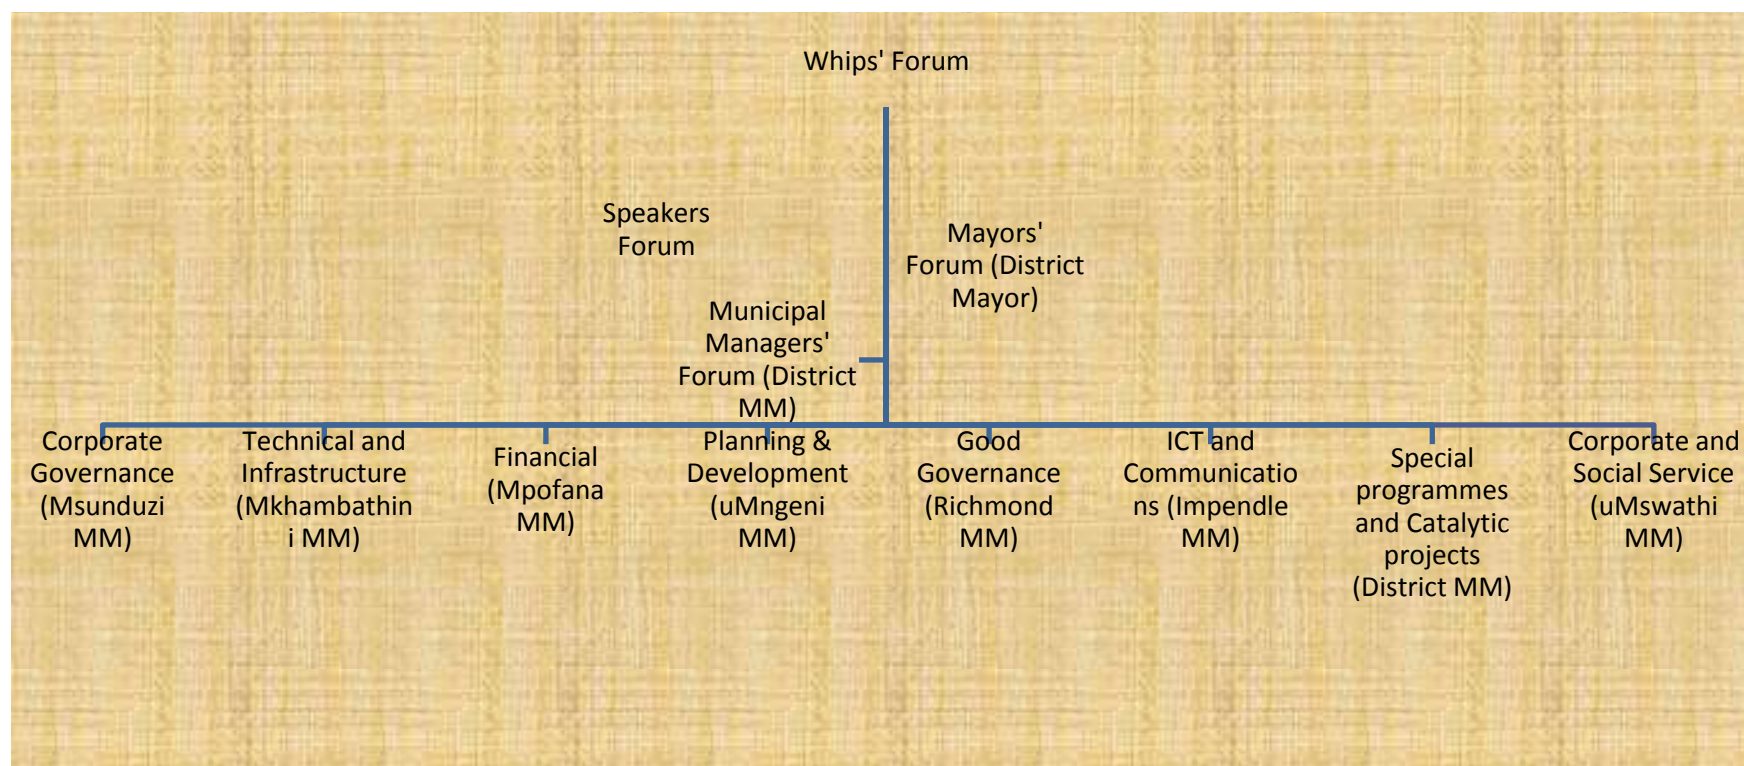 Whips' Forum
Speakers
Forum
Mayors'
Forum (District
Mayor)
Municipal
Managers'
Forum (District
MM)
Corporate
Governance
(Msunduzi
MM)
Technical and
Infrastructure
(Mkhambathin
i MM)
Financial
(Mpofana
MM)
Planning &
Development
(uMngeni
MM)
Good
Governance
(Richmond
MM)
ICT and
Communicatio
ns (Impendle
MM)
Special
programmes
and Catalytic
projects
(District MM)
Corporate and
Social Service
(uMswathi
MM)